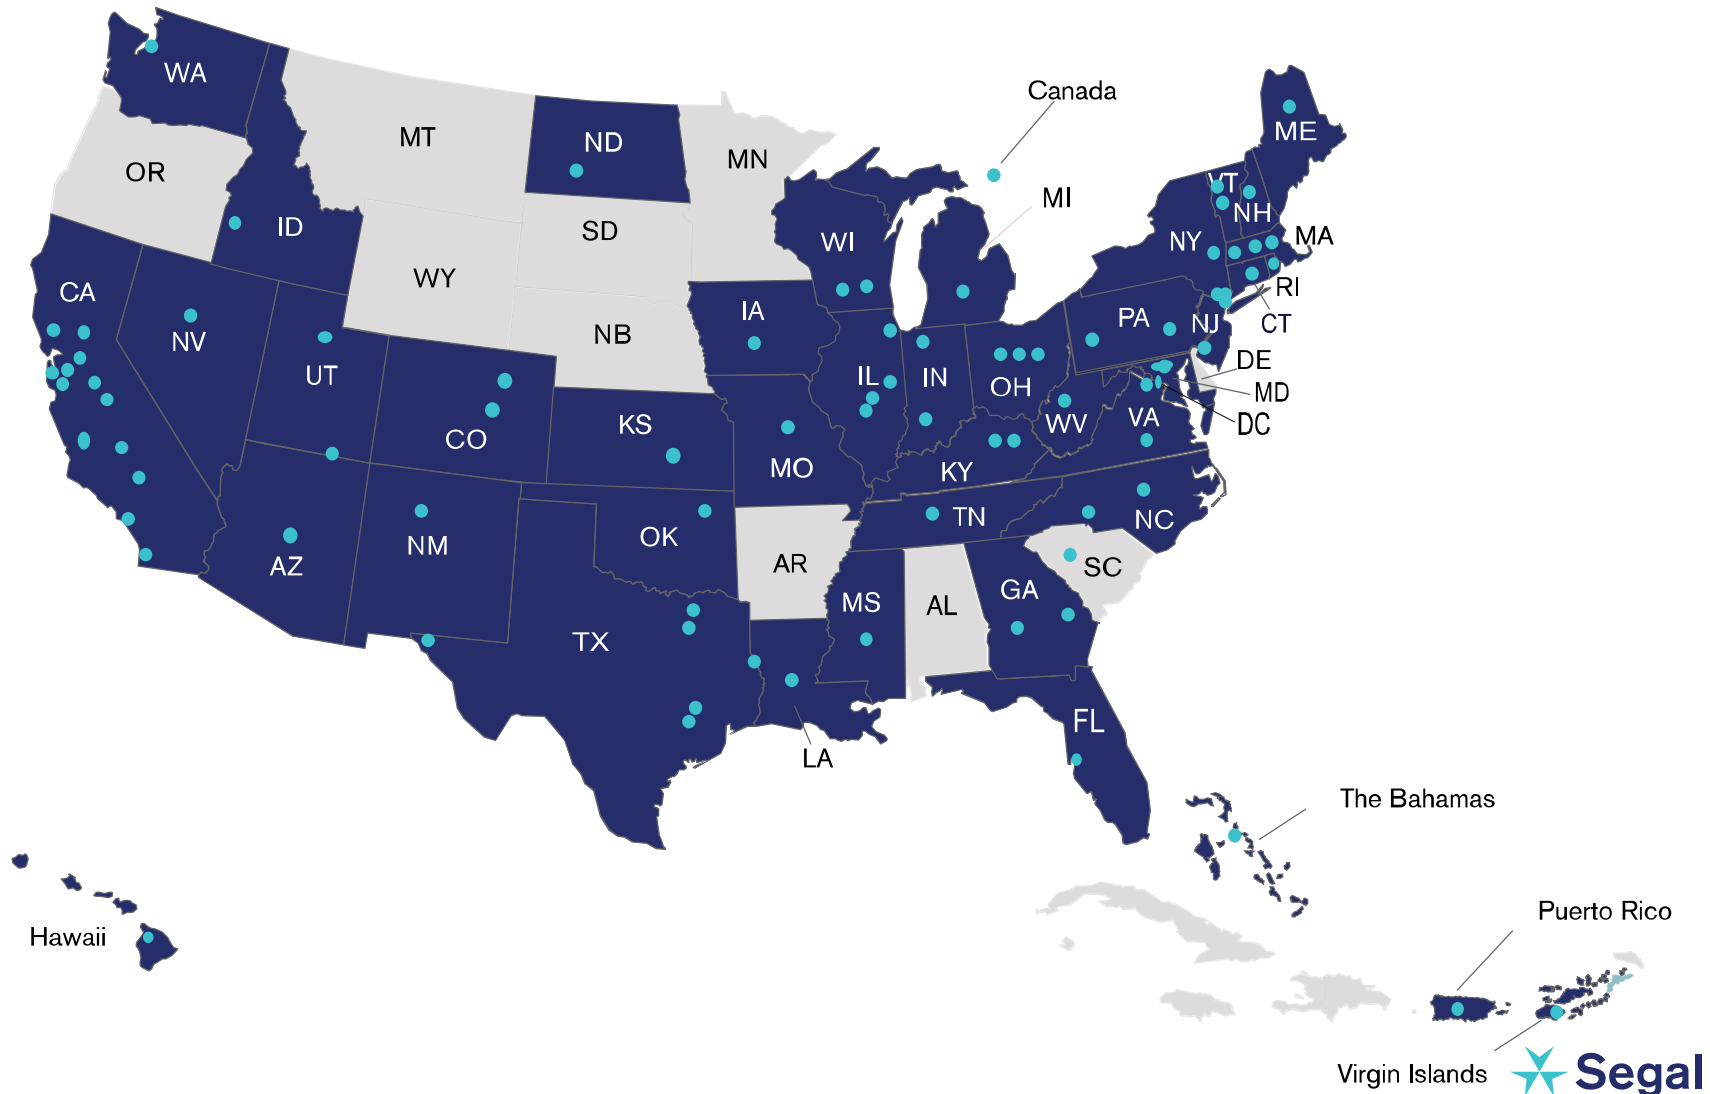 WA
Canada
ME
MT
ND
MN
OR
VT
MI
NH
ID
SD
WI
NY
MA
WY
CA
RI
IA
PA
NJ
CT
NV
NB
DE
UT
IL
IN
OH
MD
KS
WV
VA
DC
CO
MO
KY
TN
NC
OK
NM
AR
SC
AZ
GA
MS
AL
TX
FL
LA
The Bahamas
Puerto Rico
Hawaii
Virgin Islands
Segal